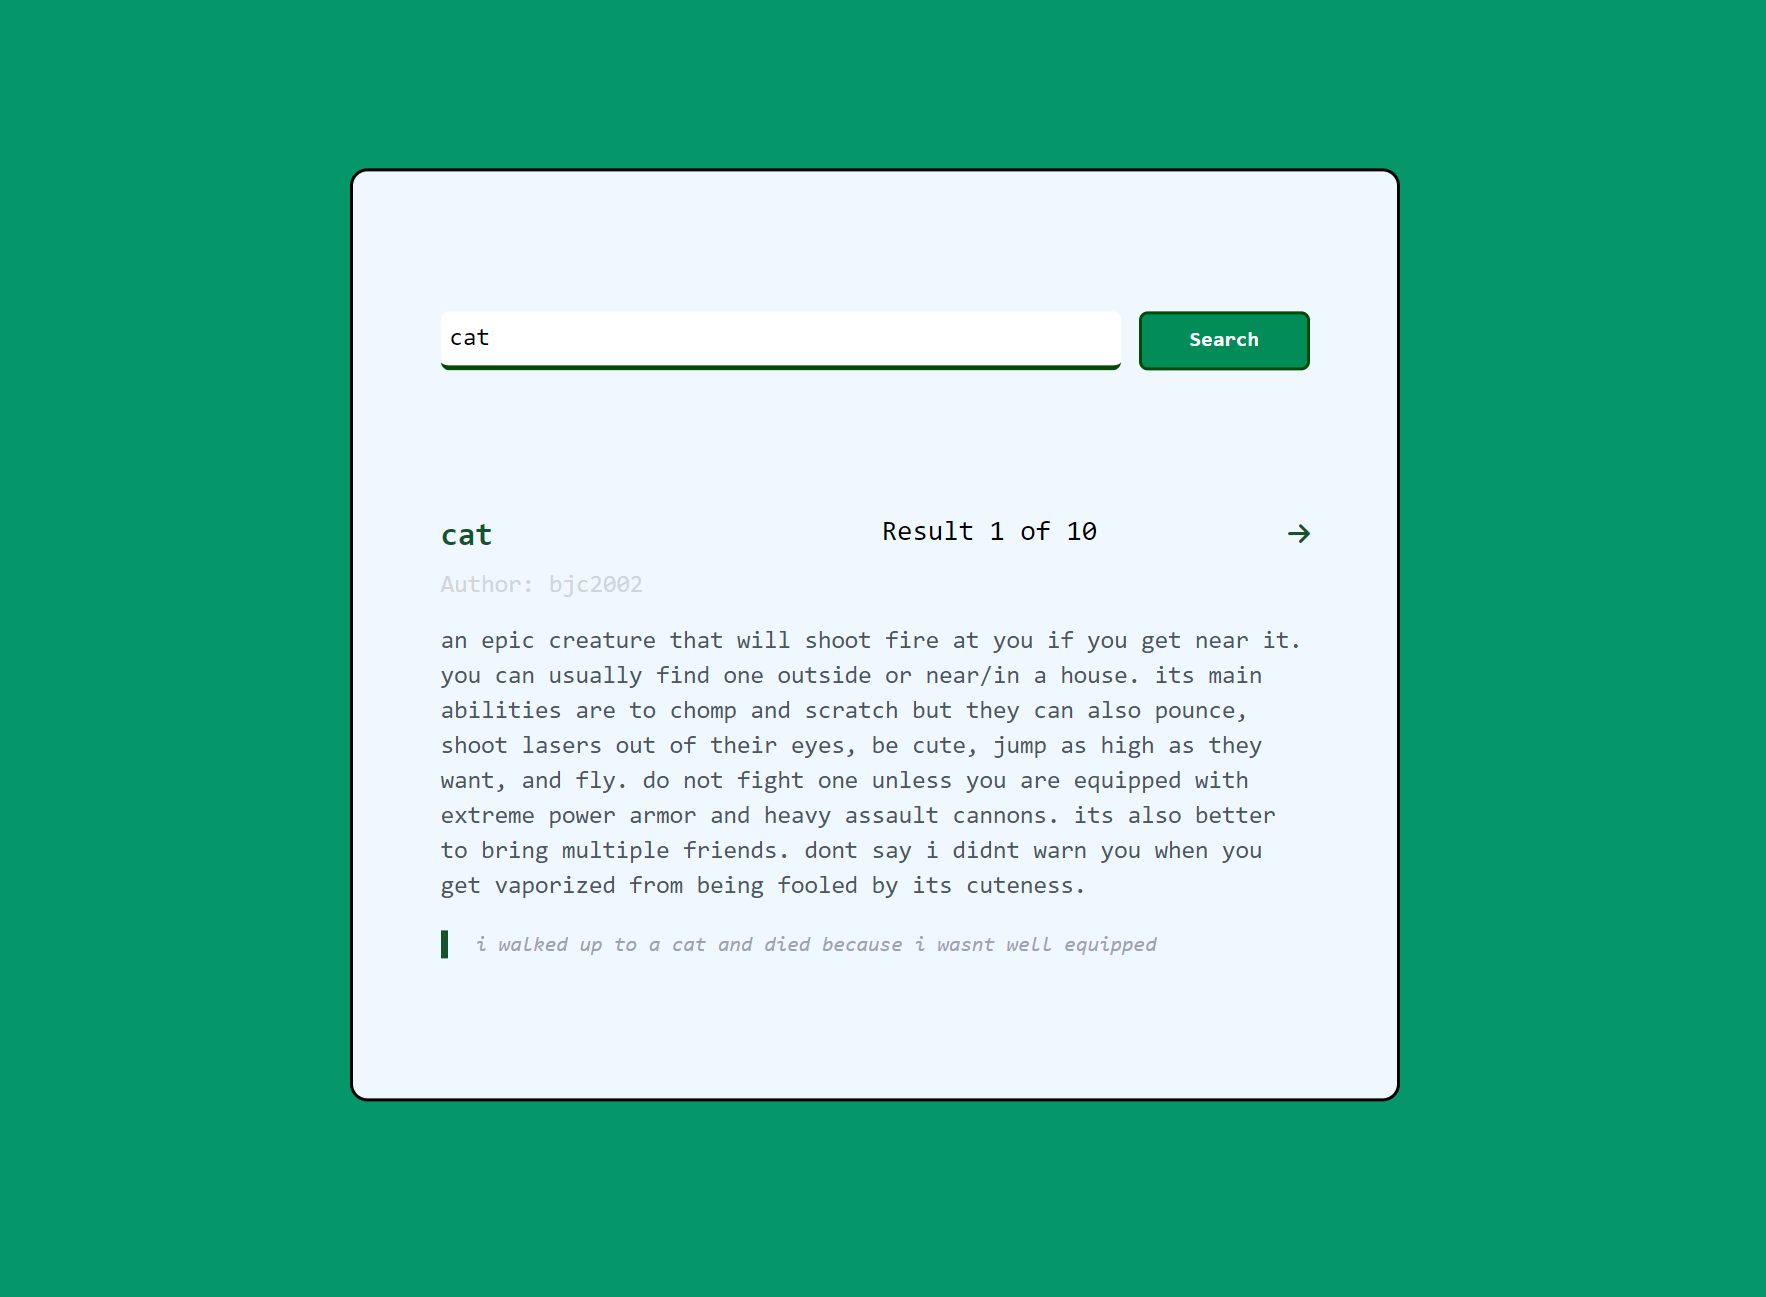 cat
Search
cat
Result 1 of 10
Author: bjc2002
an epic creature that will shoot fire at you if you get near it.
you can usually find one outside or near/in a house. its main
abilities are to chomp and scratch but they can also pounce,
shoot lasers out of their eyes, be cute, jump as high as they
want, and fly. do not fight one unless you are equipped with
extreme power armor and heavy assault cannons. its also better
to bring multiple friends. dont say i didnt warn you when you
get vaporized from being fooled by its cuteness.
i walked up to a cat and died because i wasnt well equipped